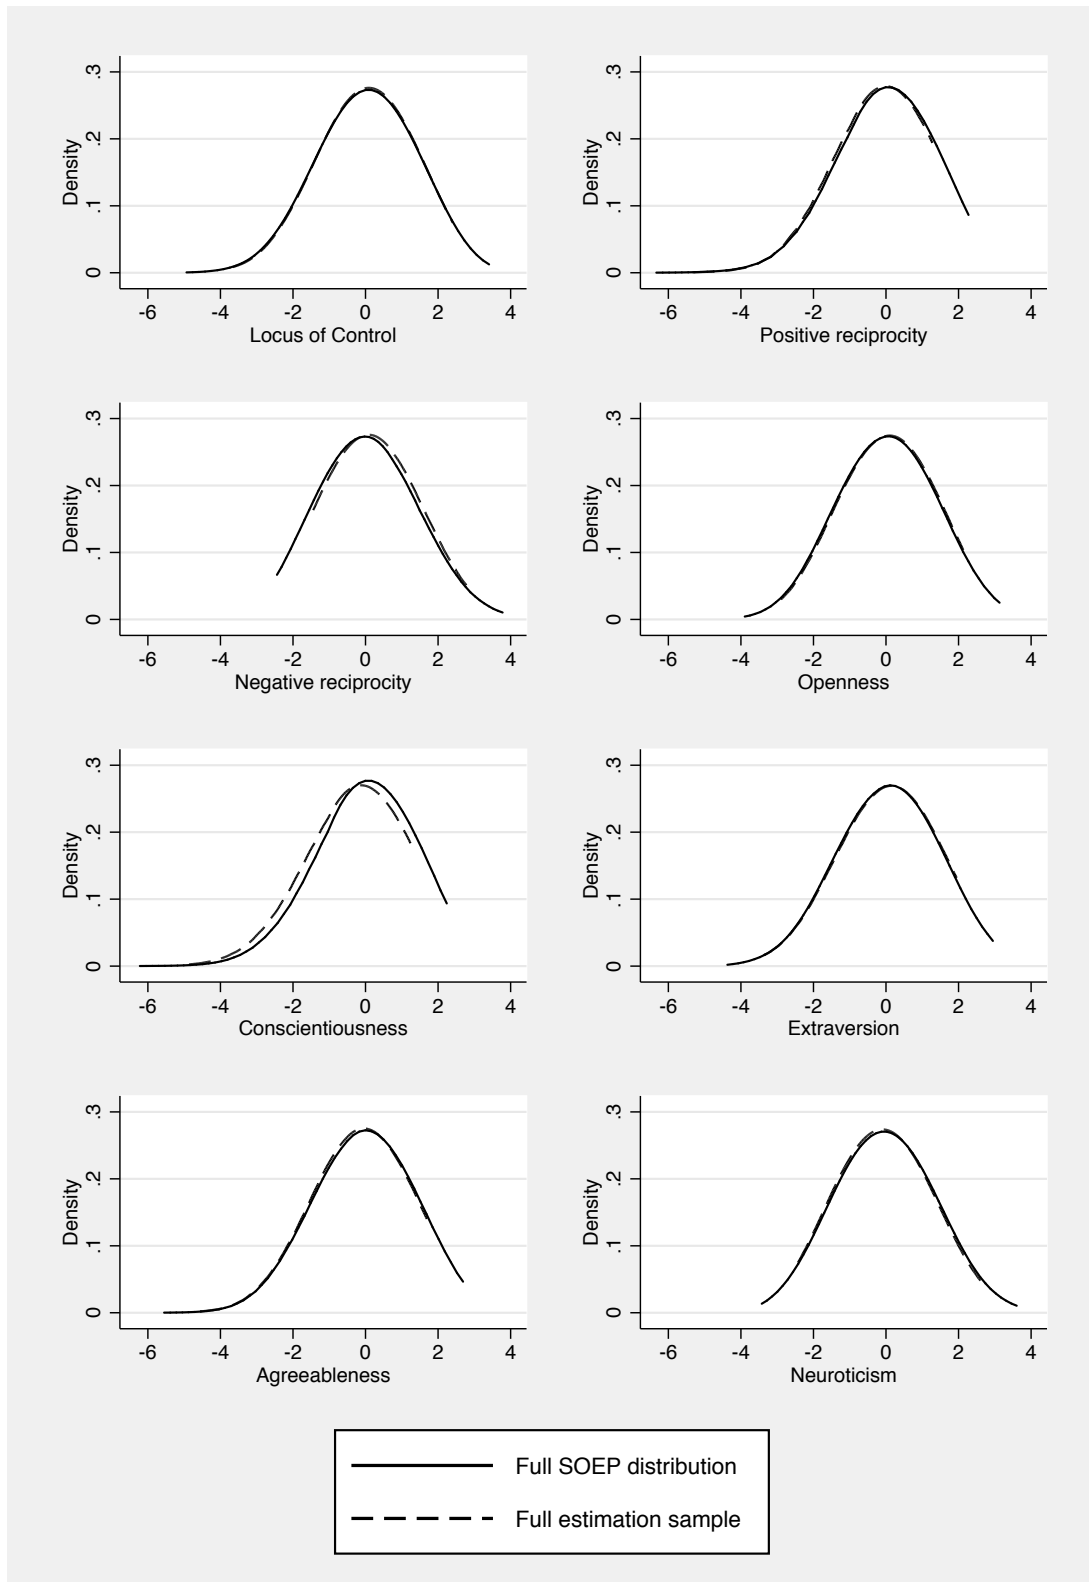 .3
.2
.1
0
Density
-6 -4 -2 0 2 4
Locus of Control
.3
.2
.1
0
Density
-6 -4 -2 0 2 4
Positive reciprocity
.3
.2
.1
0
Density
-6 -4 -2 0 2 4
Negative reciprocity
.3
.2
.1
0
Density
-6 -4 -2 0 2 4
Openness
.3
.2
.1
0
Density
-6 -4 -2 0 2 4
Conscientiousness
.3
.2
.1
0
Density
-6 -4 -2 0 2 4
Extraversion
.3
.2
.1
0
Density
-6 -4 -2 0 2 4
Agreeableness
.3
.2
.1
0
Density
-6 -4 -2 0 2 4
Neuroticism
Full SOEP distribution
Full estimation sample